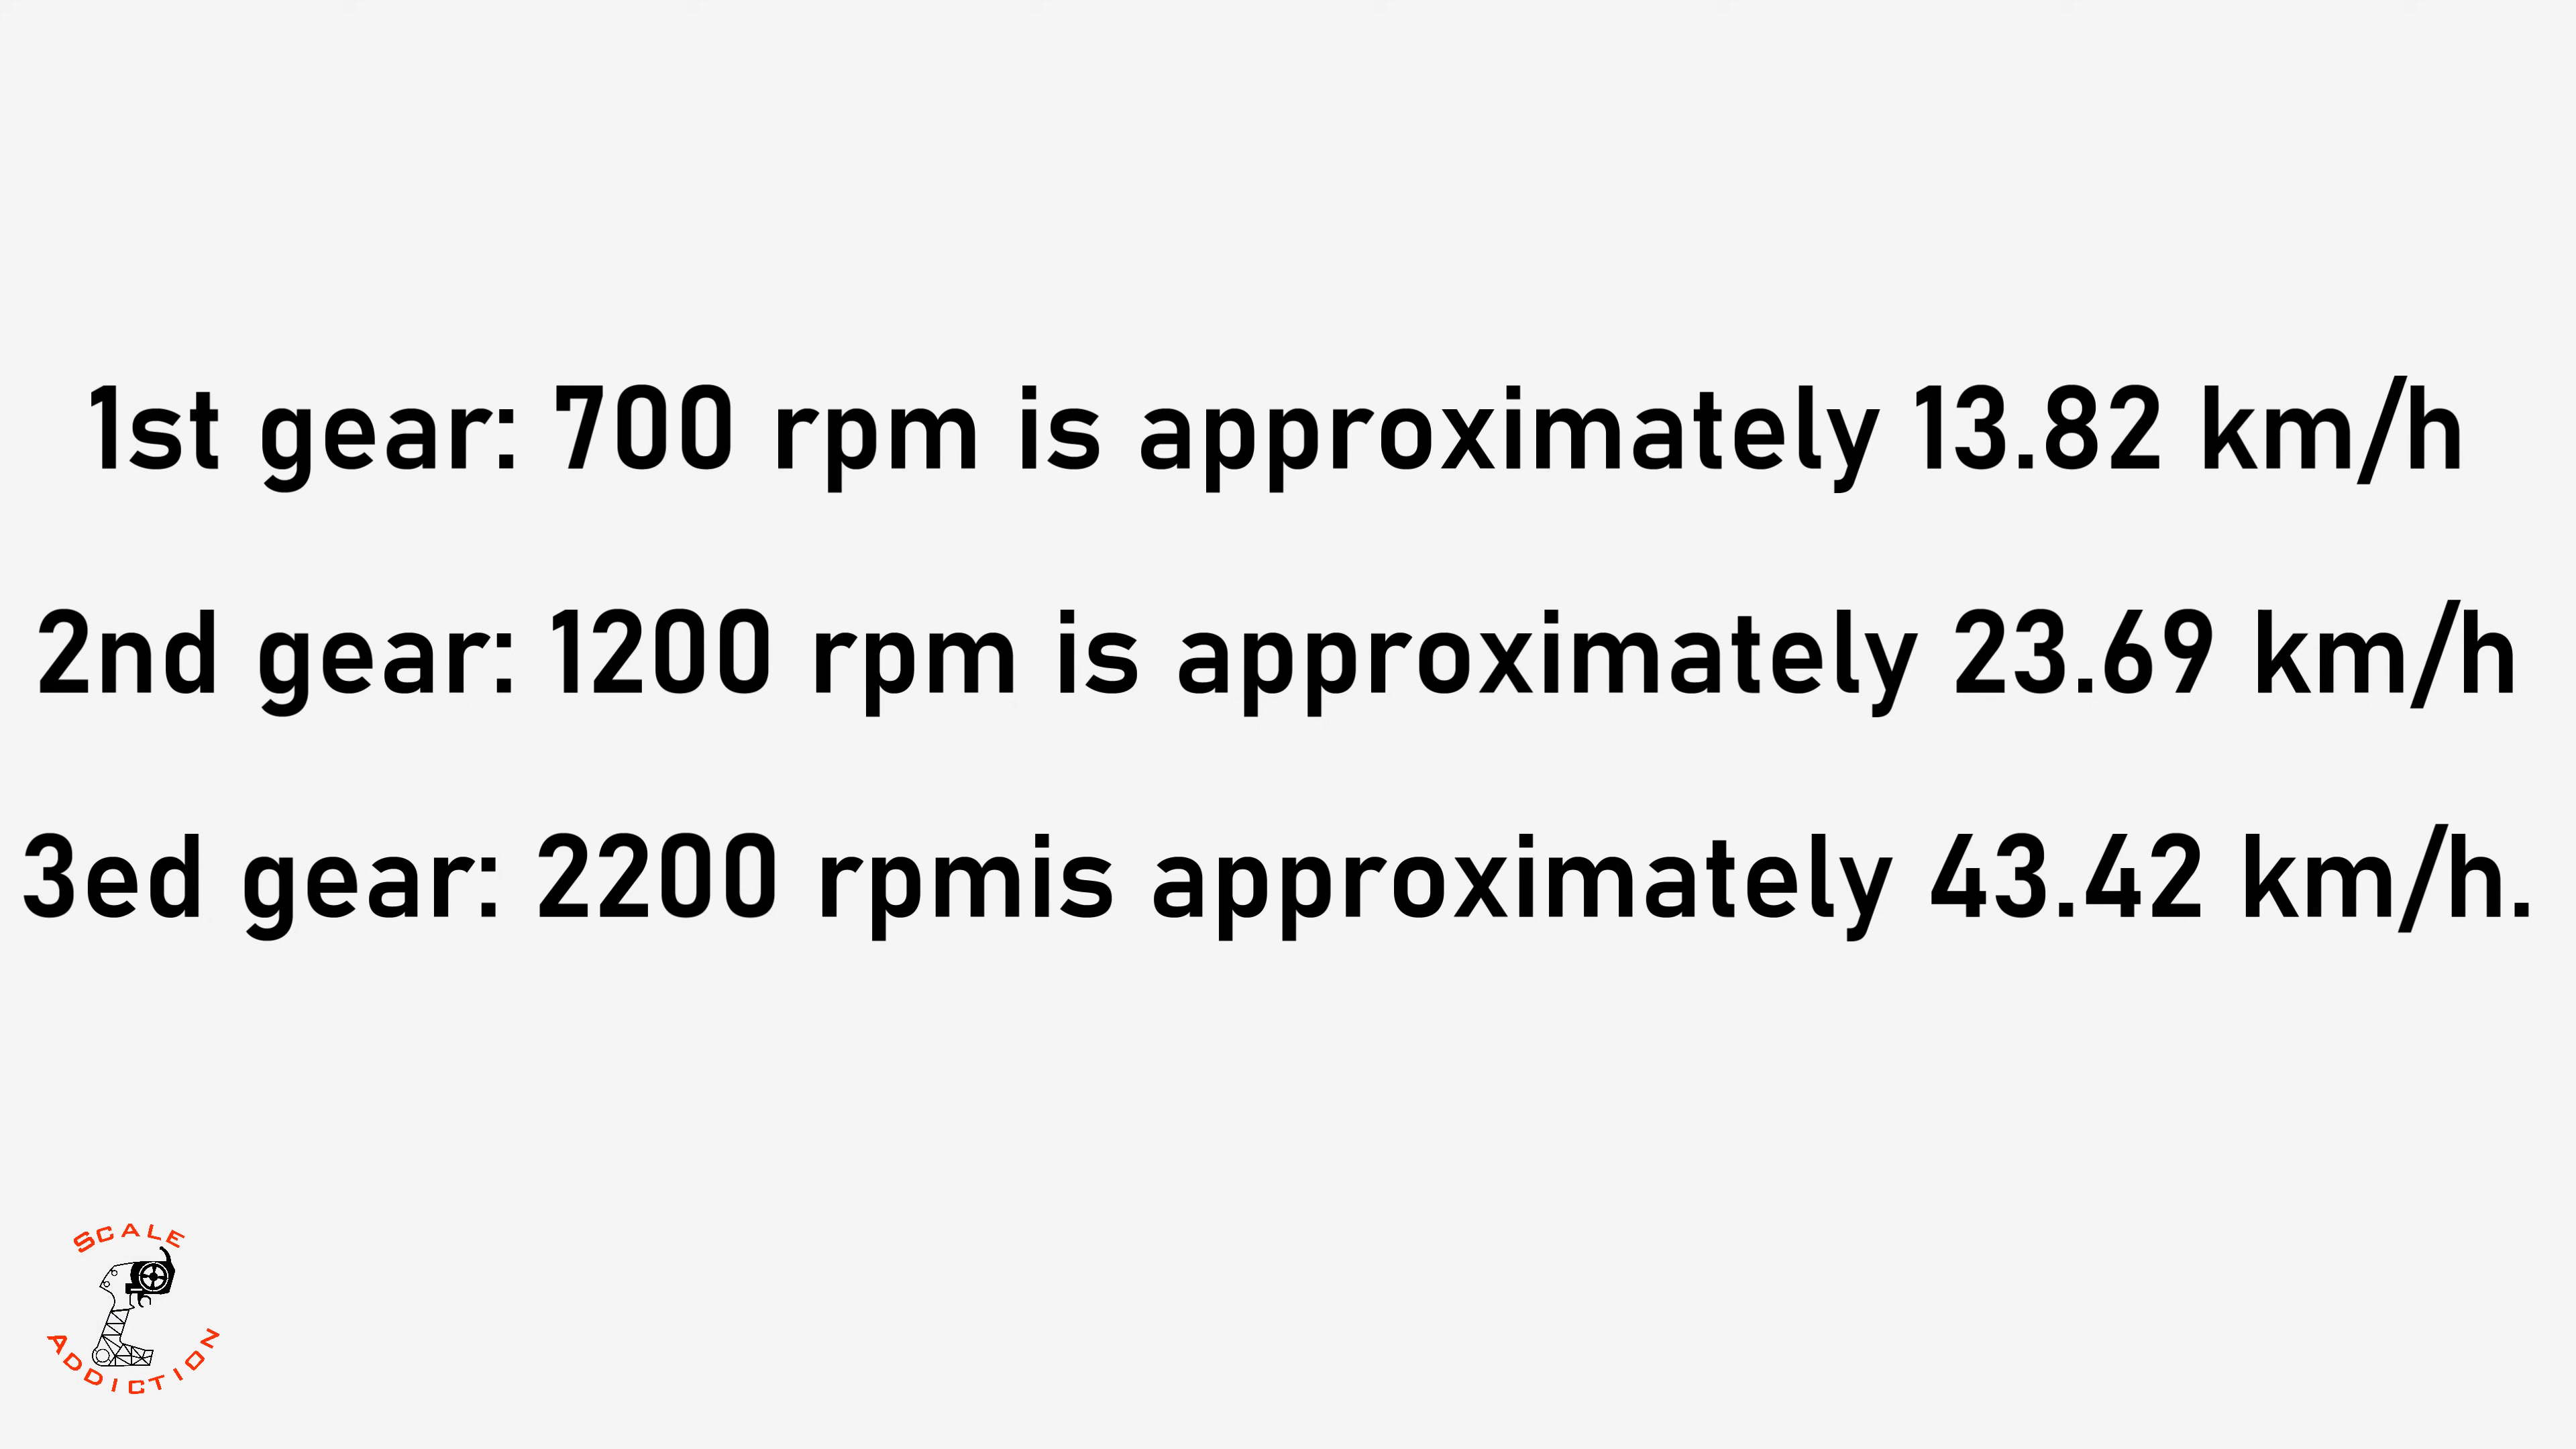 1st gear: 700 rpm is approximately 13.82 km/h
2nd gear: 1200 rpm is approximately 23.69 km/h
3ed gear: 2200 rpmis approximately 43.42 km/h.
SCALE
ADDICTION